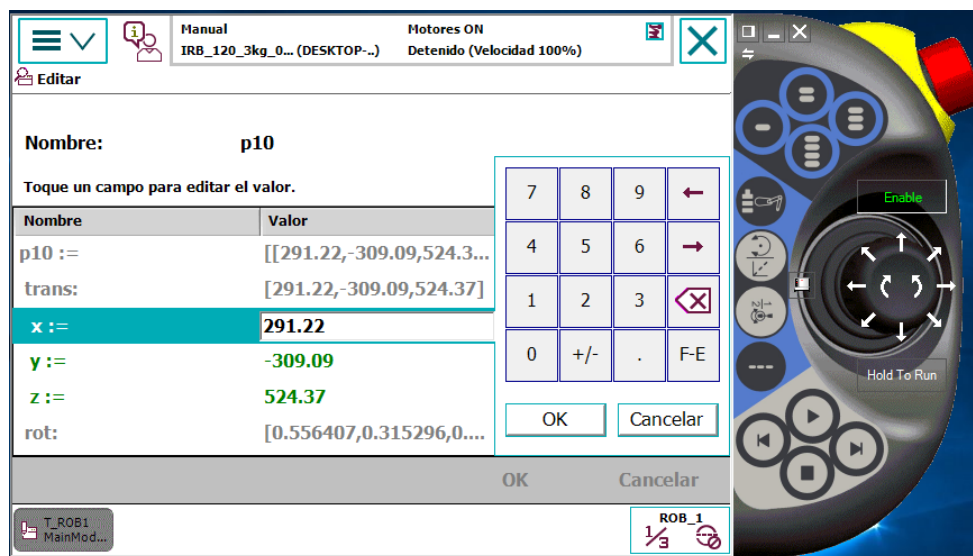 Manual
IRB_120_3kg_0... (DESKTOP-..)
Motores ON
Detenido (Velocidad 100%)
Editar
Nombre: p10
Toque un campo para editar el valor.
Nombre Valor
p10 := [[291.22,-309.09,524.3...
trans: [291.22,-309.09,524.37]
x := 291.22
y := -309.09
z := 524.37
rot: [0.556407,0.315296,0....
7 8 9
4 5 6
1 2 3
0 +/- . F-E
OK Cancelar
OK Cancelar
T_ROB1
MainMod...
ROB_1
1/3
Enable
Hold To Run